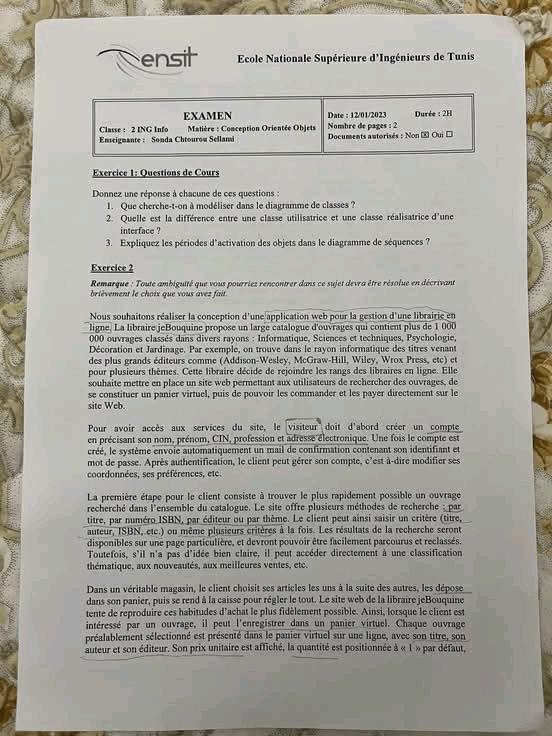 ensit
Ecole Nationale Supérieure d'Ingénieurs de Tunis
EXAMEN
Classe : 2 ING Info Matière : Conception Orientée Objets
Enseignante : Sonda Chtourou Sellami
Date : 12/01/2023 Durée : 2H
Nombre de pages : 2
Documents autorisés : Non ☒ Oui ☐
Exercice 1: Questions de Cours
Donnez une réponse à chacune de ces questions :
1. Que cherche-t-on à modéliser dans le diagramme de classes ?
2. Quelle est la différence entre une classe utilisatrice et une classe réalisatrice d'une
interface ?
3. Expliquez les périodes d'activation des objets dans le diagramme de séquences ?
Exercice 2
Remarque : Toute ambiguïté que vous pourriez rencontrer dans ce sujet devra être résolue en décrivant
brièvement le choix que vous avez fait.
Nous souhaitons réaliser la conception d'une application web pour la gestion d'une librairie en
ligne. La libraire jeBouquine propose un large catalogue d'ouvrages qui contient plus de 1 000
000 ouvrages classés dans divers rayons : Informatique, Sciences et techniques, Psychologie,
Décoration et Jardinage. Par exemple, on trouve dans le rayon informatique des titres venant
des plus grands éditeurs comme (Addison-Wesley, McGraw-Hill, Wiley, Wrox Press, etc) et
pour plusieurs thèmes. Cette libraire décide de rejoindre les rangs des libraires en ligne. Elle
souhaite mettre en place un site web permettant aux utilisateurs de rechercher des ouvrages, de
se constituer un panier virtuel, puis de pouvoir les commander et les payer directement sur le
site Web.
Pour avoir accès aux services du site, le visiteur doit d'abord créer un compte
en précisant son nom, prénom, CIN, profession et adresse électronique. Une fois le compte est
créé, le système envoie automatiquement un mail de confirmation contenant son identifiant et
mot de passe. Après authentification, le client peut gérer son compte, c'est à-dire modifier ses
coordonnées, ses préférences, etc.
La première étape pour le client consiste à trouver le plus rapidement possible un ouvrage
recherché dans l'ensemble du catalogue. Le site offre plusieurs méthodes de recherche : par
titre, par numéro ISBN, par éditeur ou par thème. Le client peut ainsi saisir un critère (titre,
auteur, ISBN, etc.) ou même plusieurs critères à la fois. Les résultats de la recherche seront
disponibles sur une page particulière, et devront pouvoir être facilement parcourus et reclassés.
Toutefois, s'il n'a pas d'idée bien claire, il peut accéder directement à une classification
thématique, aux nouveautés, aux meilleures ventes, etc.
Dans un véritable magasin, le client choisit ses articles les uns à la suite des autres, les dépose
dans son panier, puis se rend à la caisse pour régler le tout. Le site web de la libraire jeBouquine
tente de reproduire ces habitudes d'achat le plus fidèlement possible. Ainsi, lorsque le client est
intéressé par un ouvrage, il peut l'enregistrer dans un panier virtuel. Chaque ouvrage
préalablement sélectionné est présenté dans le panier virtuel sur une ligne, avec son titre, son
auteur et son éditeur. Son prix unitaire est affiché, la quantité est positionnée à « 1 » par défaut,